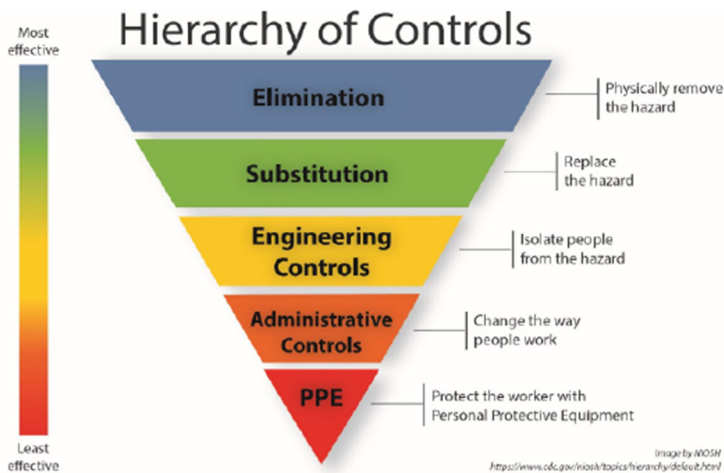 Hierarchy of Controls
Most
effective
Elimination
Physically remove
the hazard
Substitution
Replace
the hazard
Engineering
Controls
Isolate people
from the hazard
Administrative
Controls
Change the way
people work
PPE
Protect the worker with
Personal Protective Equipment
Least
effective
Image by NIOSH
https://www.cdc.gov/niosh/topics/hierarchy/default.html